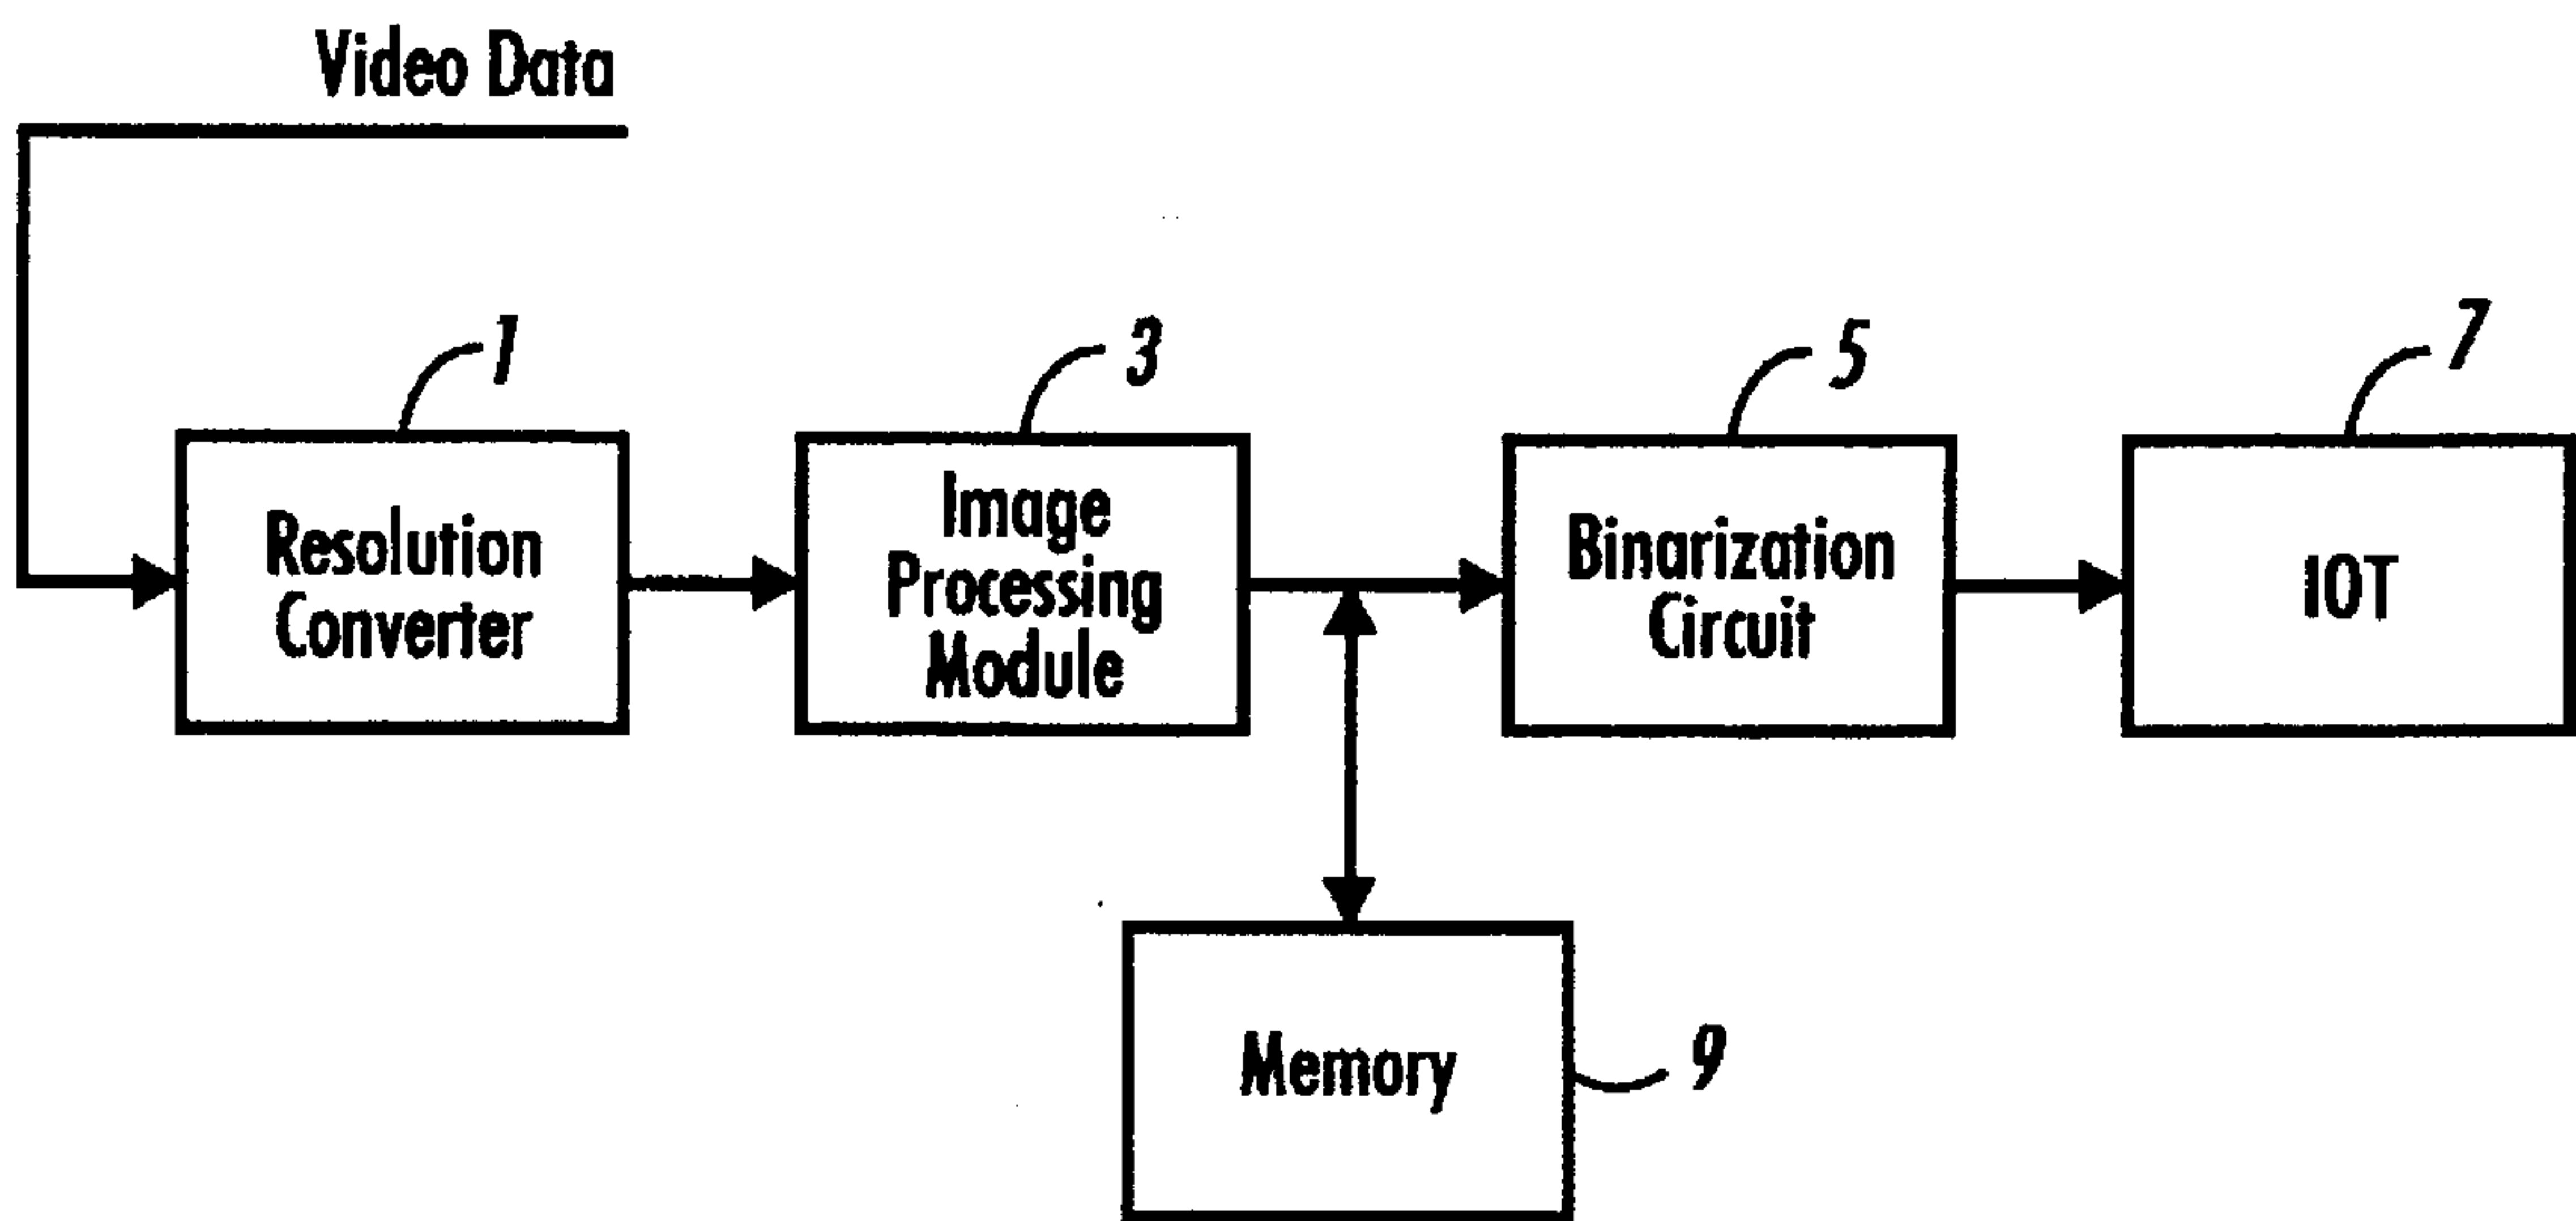 Video Data
1
3
5
7
Resolution
Converter
Image
Processing
Module
Binarization
Circuit
IOT
Memory
9